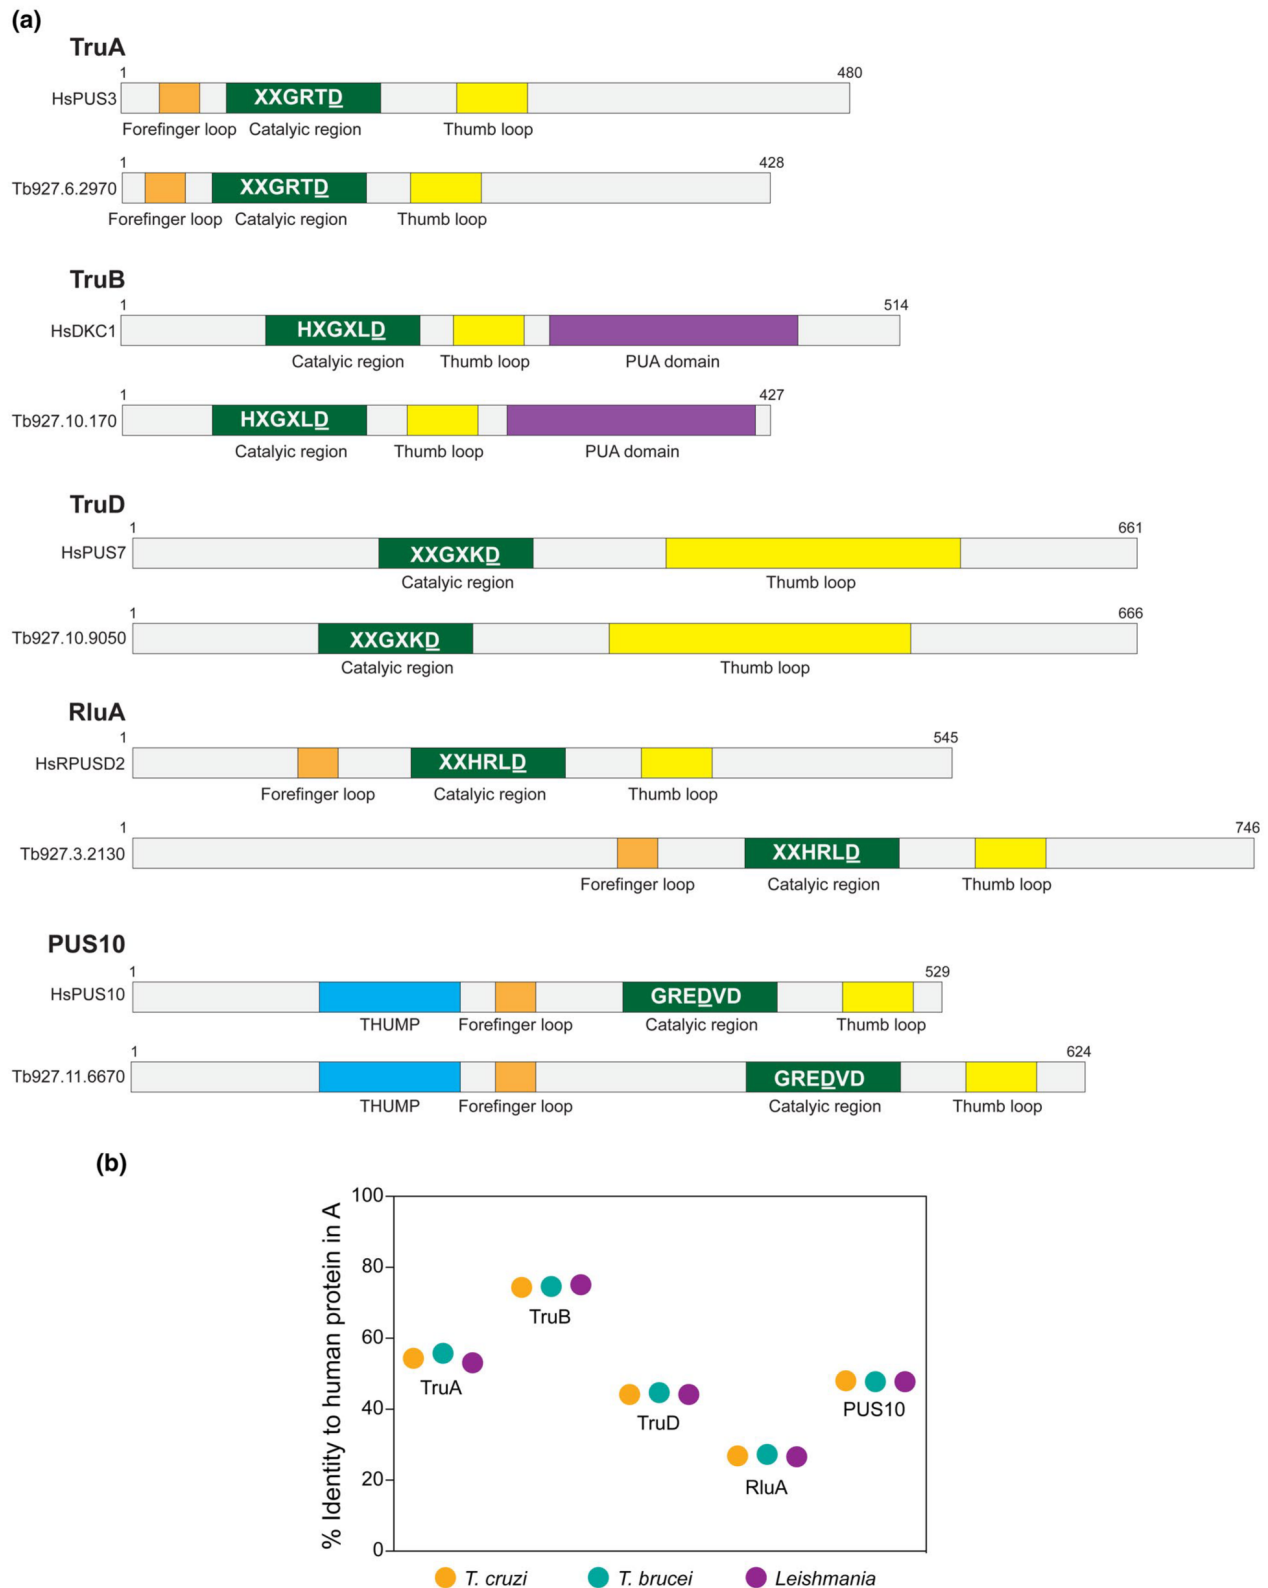 (a)
TruA
1 480
HsPUS3 XXGRTD
Forefinger loop Catalyic region Thumb loop
1 428
Tb927.6.2970 XXGRTD
Forefinger loop Catalyic region Thumb loop
TruB
1 514
HsDKC1 HXGXLD
Catalyic region Thumb loop PUA domain
1 427
Tb927.10.170 HXGXLD
Catalyic region Thumb loop PUA domain
TruD
1 661
HsPUS7 XXGXKD
Catalyic region Thumb loop
1 666
Tb927.10.9050 XXGXKD
Catalyic region Thumb loop
RluA
1 545
HsRPUSD2 XXHRLD
Forefinger loop Catalyic region Thumb loop
1 746
Tb927.3.2130 XXHRLD
Forefinger loop Catalyic region Thumb loop
PUS10
1 529
HsPUS10 GREDVD
THUMP Forefinger loop Catalyic region Thumb loop
1 624
Tb927.11.6670 GREDVD
THUMP Forefinger loop Catalyic region Thumb loop
(b)
% Identity to human protein in A
100
80
60
40
20
0
TruB
TruA
PUS10
TruD
RluA
T. cruzi T. brucei Leishmania